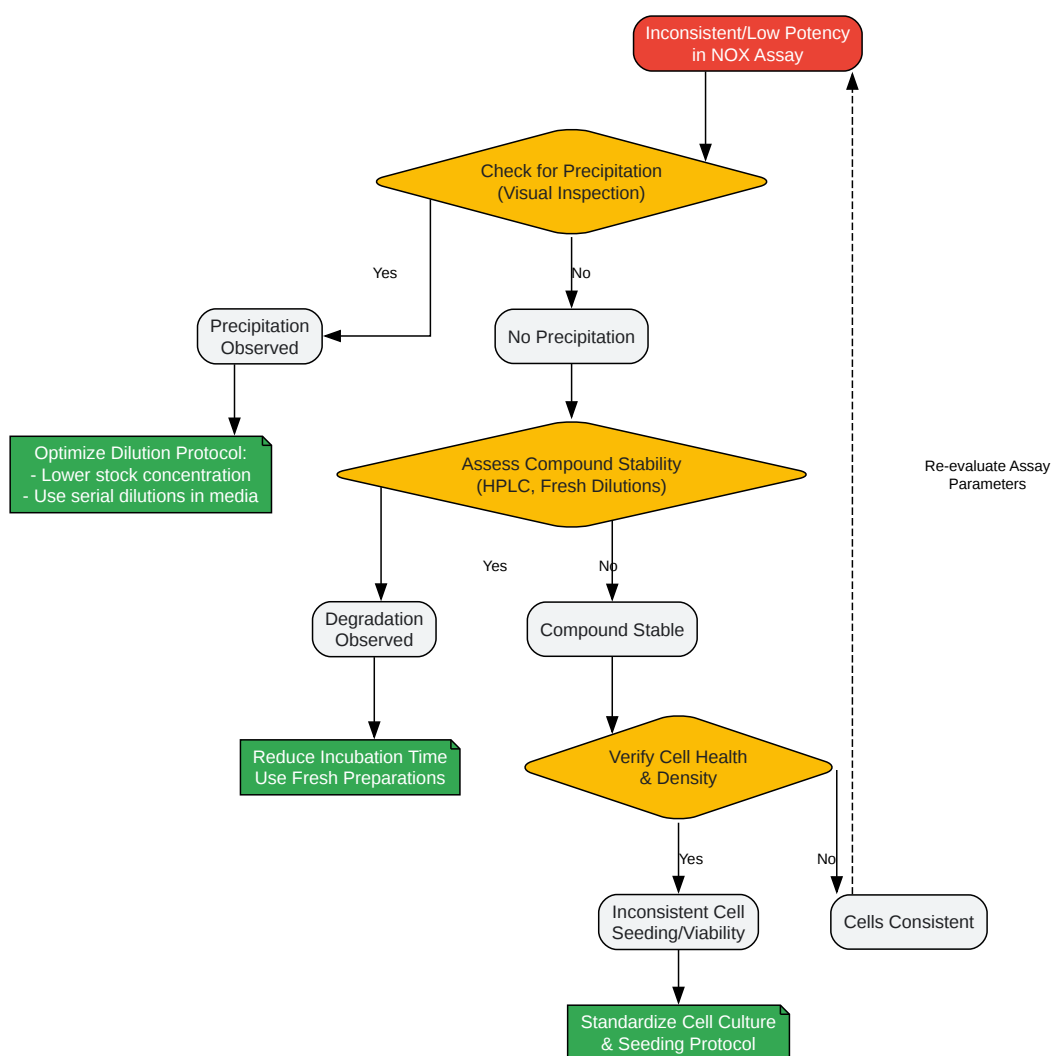 Inconsistent/Low Potency
in NOX Assay
Check for Precipitation
(Visual Inspection)
Yes
No
Precipitation
Observed
No Precipitation
Optimize Dilution Protocol:
- Lower stock concentration
- Use serial dilutions in media
Assess Compound Stability
(HPLC, Fresh Dilutions)
Re-evaluate Assay
Parameters
Yes
No
Degradation
Observed
Compound Stable
Reduce Incubation Time
Use Fresh Preparations
Verify Cell Health
& Density
Yes
No
Inconsistent Cell
Seeding/Viability
Cells Consistent
Standardize Cell Culture
& Seeding Protocol